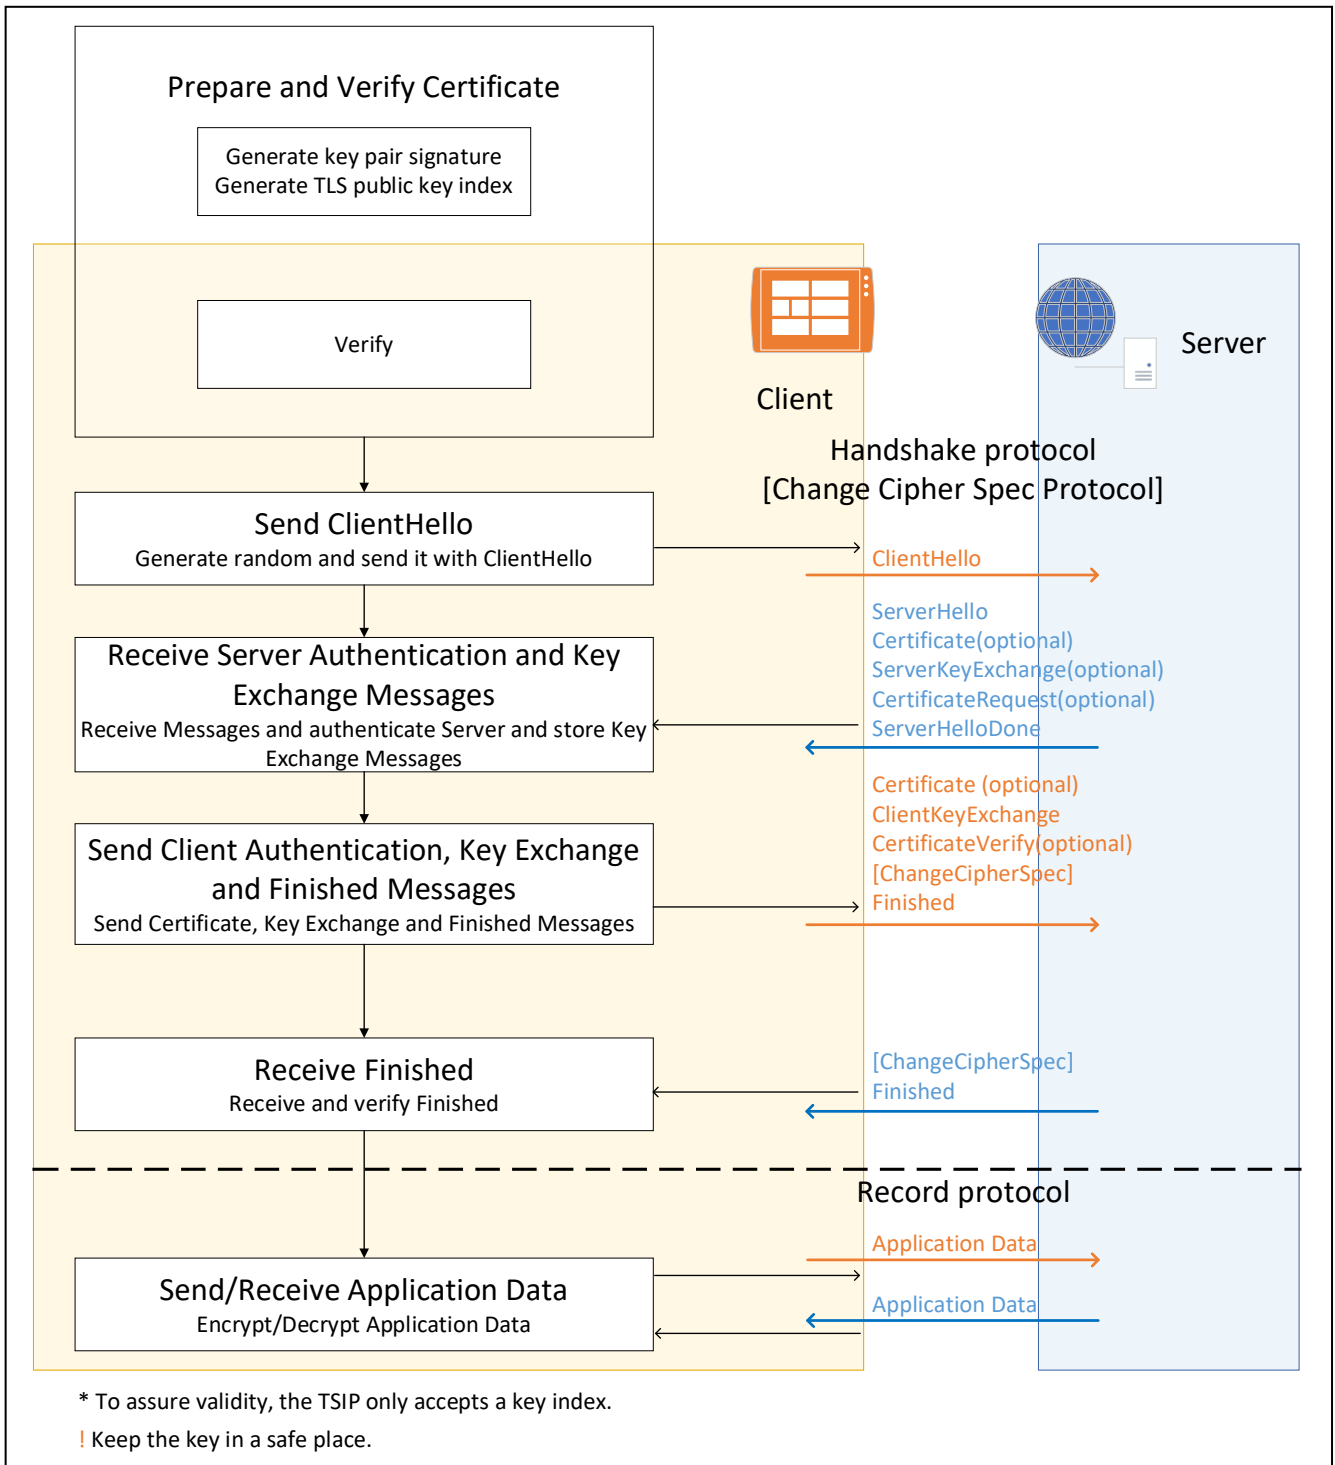 Prepare and Verify Certificate
Generate key pair signature
Generate TLS public key index
Verify
Client
Server
Handshake protocol
[Change Cipher Spec Protocol]
Send ClientHello
Generate random and send it with ClientHello
ClientHello
ServerHello
Certificate(optional)
ServerKeyExchange(optional)
CertificateRequest(optional)
ServerHelloDone
Receive Server Authentication and Key
Exchange Messages
Receive Messages and authenticate Server and store Key
Exchange Messages
Certificate (optional)
ClientKeyExchange
CertificateVerify(optional)
[ChangeCipherSpec]
Finished
Send Client Authentication, Key Exchange
and Finished Messages
Send Certificate, Key Exchange and Finished Messages
[ChangeCipherSpec]
Finished
Receive Finished
Receive and verify Finished
Record protocol
Application Data
Application Data
Send/Receive Application Data
Encrypt/Decrypt Application Data
* To assure validity, the TSIP only accepts a key index.
! Keep the key in a safe place.